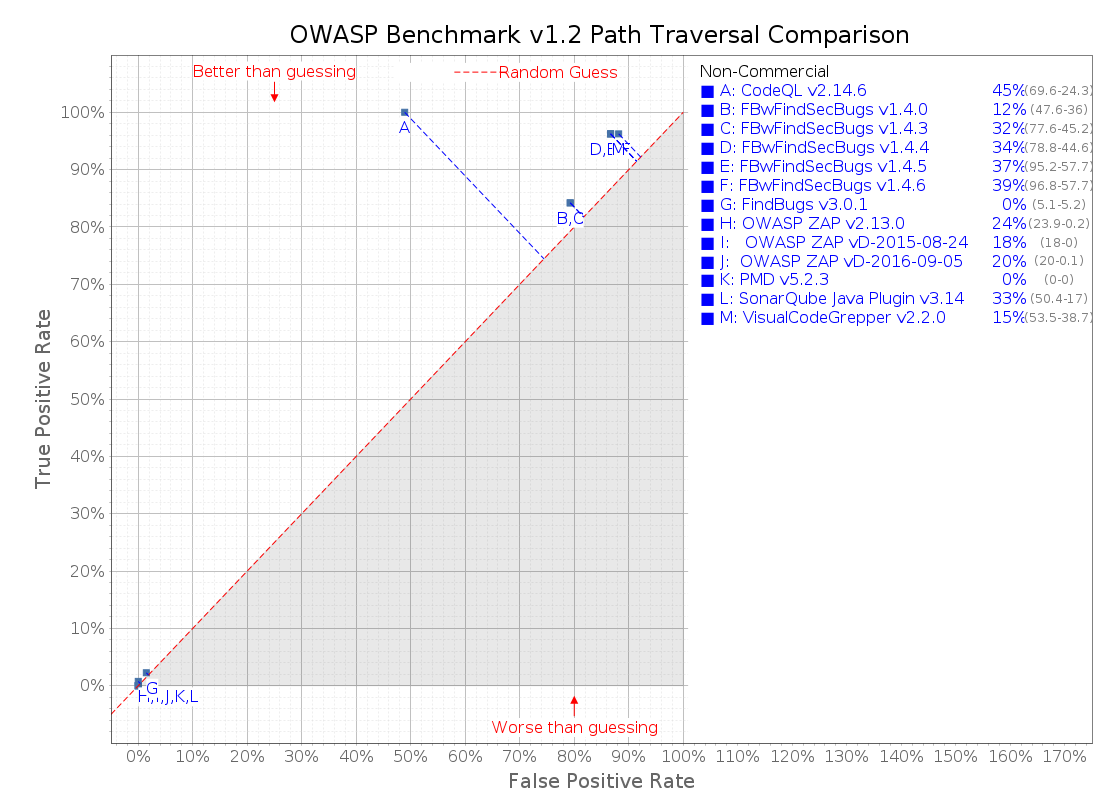 OWASP Benchmark v1.2 Path Traversal Comparison
Better than guessing
Random Guess
Non-Commercial
A: CodeQL v2.14.6 45% (69.6-24.3)
B: FBwFindSecBugs v1.4.0 12% (47.6-36)
C: FBwFindSecBugs v1.4.3 32% (77.6-45.2)
D: FBwFindSecBugs v1.4.4 34% (78.8-44.6)
E: FBwFindSecBugs v1.4.5 37% (95.2-57.7)
F: FBwFindSecBugs v1.4.6 39% (96.8-57.7)
G: FindBugs v3.0.1 0% (5.1-5.2)
H: OWASP ZAP v2.13.0 24% (23.9-0.2)
I: OWASP ZAP vD-2015-08-24 18% (18-0)
J: OWASP ZAP vD-2016-09-05 20% (20-0.1)
K: PMD v5.2.3 0% (0-0)
L: SonarQube Java Plugin v3.14 33% (50.4-17)
M: VisualCodeGrepper v2.2.0 15% (53.5-38.7)
True Positive Rate
100%
90%
80%
70%
60%
50%
40%
30%
20%
10%
0%
A
B,C
G
Worse than guessing
0% 10% 20% 30% 40% 50% 60% 70% 80% 90% 100% 110% 120% 130% 140% 150% 160% 170%
False Positive Rate